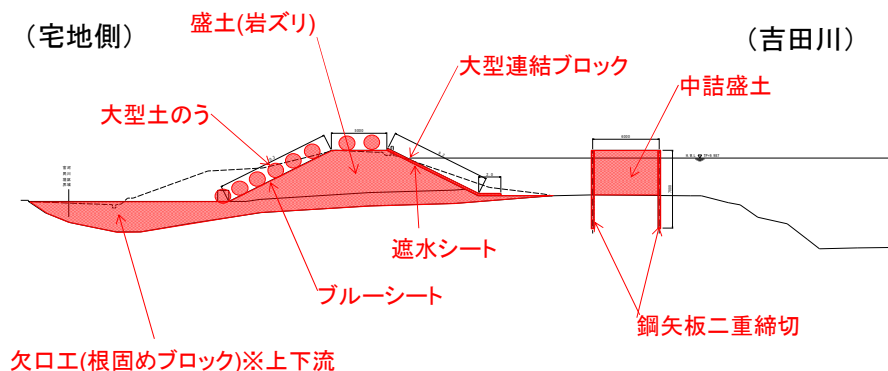 (宅地側)
盛土(岩ズリ)
(吉田川)
大型連結ブロック
中詰盛土
大型土のう
遮水シート
ブルーシート
鋼矢板二重締切
欠口工(根固めブロック)※上下流